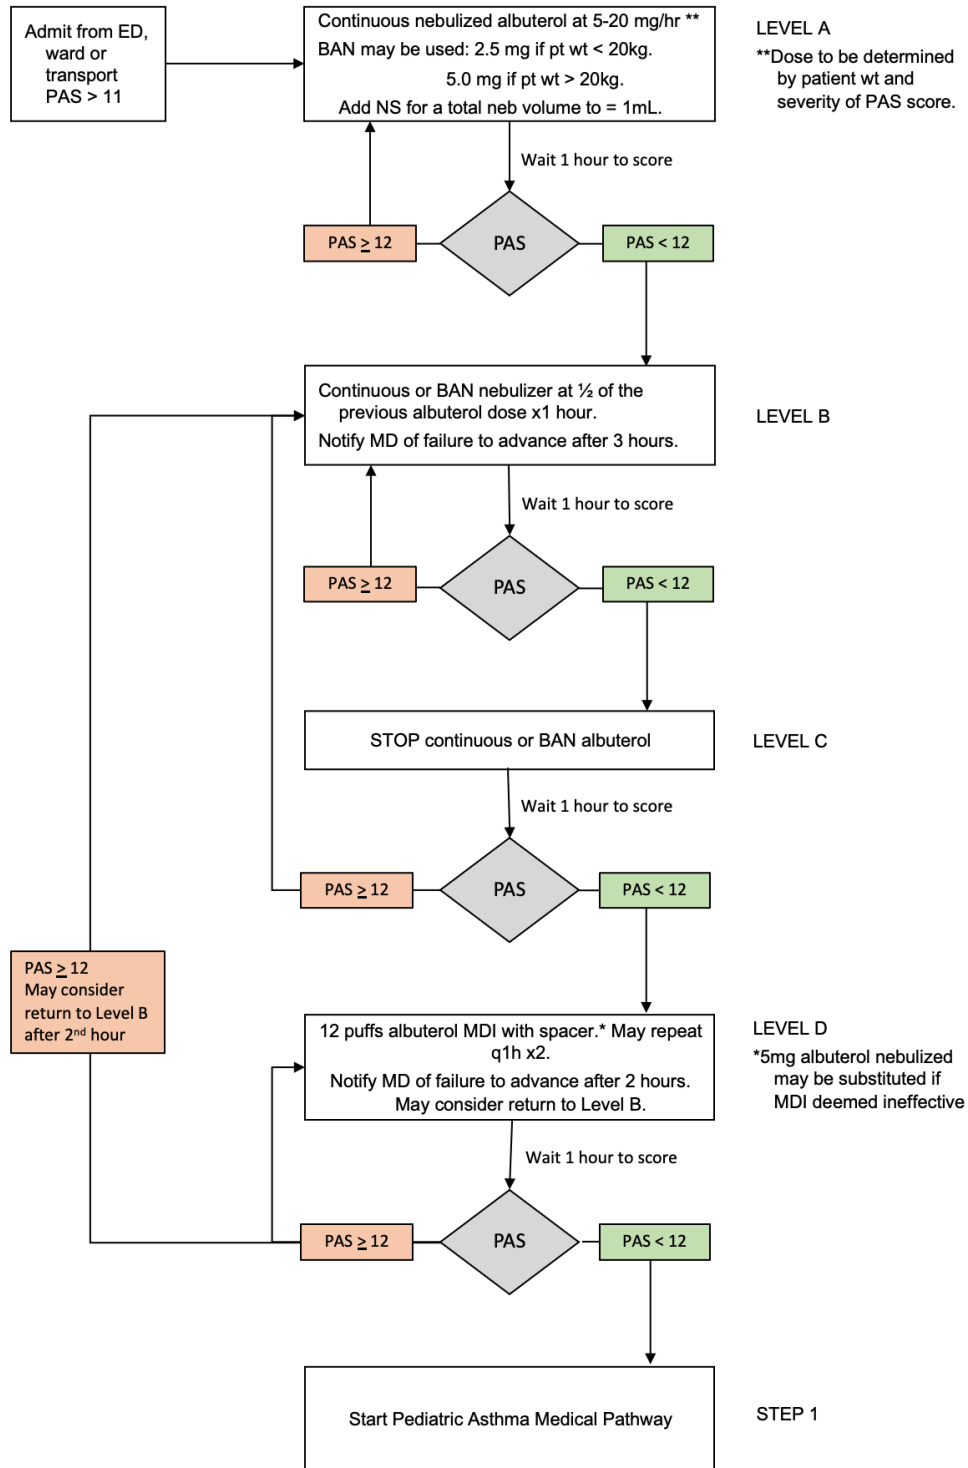 Admit from ED,
ward or
transport
PAS > 11
Continuous nebulized albuterol at 5-20 mg/hr **
BAN may be used: 2.5 mg if pt wt < 20kg.
5.0 mg if pt wt > 20kg.
Add NS for a total neb volume to = 1mL.
LEVEL A
**Dose to be determined
by patient wt and
severity of PAS score.
Wait 1 hour to score
PAS ≥ 12
PAS
PAS < 12
Continuous or BAN nebulizer at ½ of the
previous albuterol dose x1 hour.
Notify MD of failure to advance after 3 hours.
LEVEL B
Wait 1 hour to score
PAS ≥ 12
PAS
PAS < 12
STOP continuous or BAN albuterol
LEVEL C
Wait 1 hour to score
PAS ≥ 12
PAS
PAS < 12
PAS ≥ 12
May consider
return to Level B
after 2nd hour
12 puffs albuterol MDI with spacer.* May repeat
q1h x2.
Notify MD of failure to advance after 2 hours.
May consider return to Level B.
LEVEL D
*5mg albuterol nebulized
may be substituted if
MDI deemed ineffective
Wait 1 hour to score
PAS ≥ 12
PAS
PAS < 12
Start Pediatric Asthma Medical Pathway
STEP 1